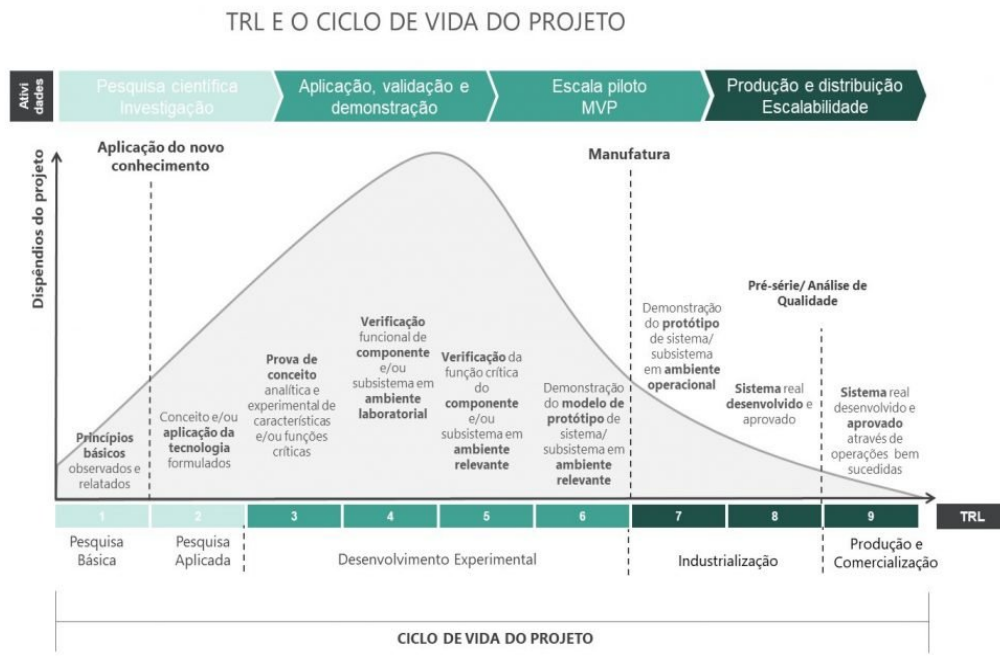 TRL E O CICLO DE VIDA DO PROJETO
Ativi
dades
Pesquisa científica
Investigação
Aplicação, validação e
demonstração
Escala piloto
MVP
Produção e distribuição
Escalabilidade
Dispêndios do projeto
Aplicação do novo
conhecimento
Manufatura
Pré-série/ Análise de
Qualidade
Princípios
básicos
observados e
relatados
Conceito e/ou
aplicação da
tecnologia
formulados
Prova de
conceito
analítica e
experimental de
características
e/ou funções
críticas
Verificação
funcional de
componente
e/ou
subsistema em
ambiente
laboratorial
Verificação da
função crítica
do
componente
e/ou
subsistema em
ambiente
relevante
Demonstração
do modelo de
protótipo de
sistema/
subsistema em
ambiente
relevante
Demonstração
do protótipo
de sistema/
subsistema
em ambiente
operacional
Sistema real
desenvolvido e
aprovado
Sistema real
desenvolvido e
aprovado
através de
operações bem
sucedidas
1
2
3
4
5
6
7
8
9
TRL
Pesquisa
Básica
Pesquisa
Aplicada
Desenvolvimento Experimental
Industrialização
Produção e
Comercialização
CICLO DE VIDA DO PROJETO